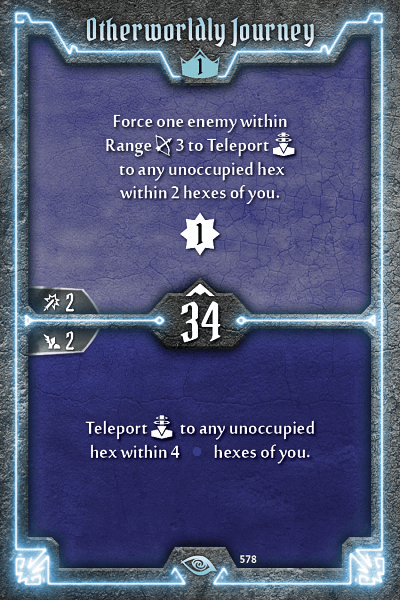 Otherworldly Journey
1
Force one enemy within
Range 3 to Teleport
to any unoccupied hex
within 2 hexes of you.
1
2
34
2
Teleport to any unoccupied
hex within 4 hexes of you.
578